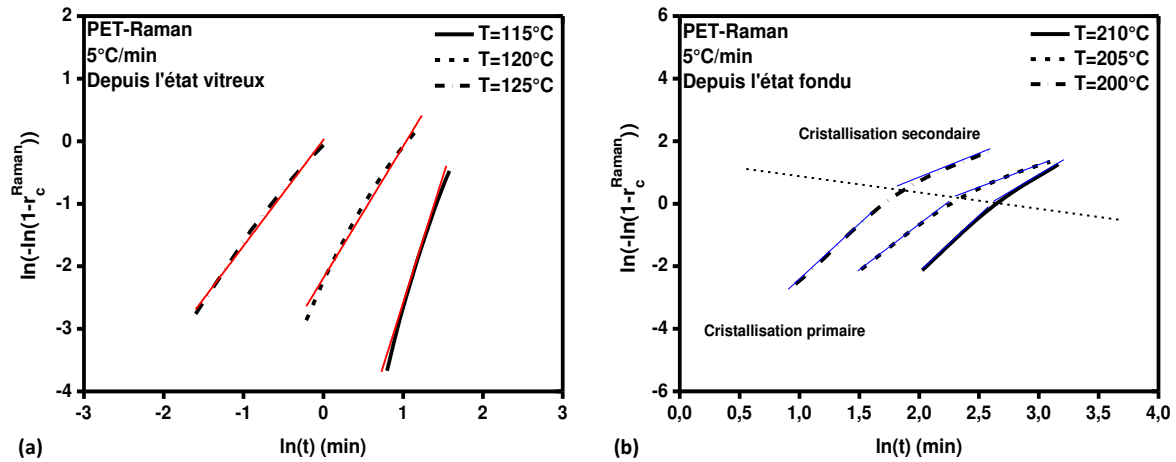 PET-Raman
5°C/min
Depuis l'état vitreux
T=115°C
T=120°C
T=125°C
2
1
0
-1
-2
-3
-4
ln(-ln(1-r_c^Raman))
-3
-2
-1
0
1
2
3
(a)
ln(t) (min)
PET-Raman
5°C/min
Depuis l'état fondu
T=210°C
T=205°C
T=200°C
Cristallisation secondaire
Cristallisation primaire
6
4
2
0
-2
-4
-6
ln(-ln(1-r_c^Raman))
0,0
0,5
1,0
1,5
2,0
2,5
3,0
3,5
4,0
(b)
ln(t) (min)